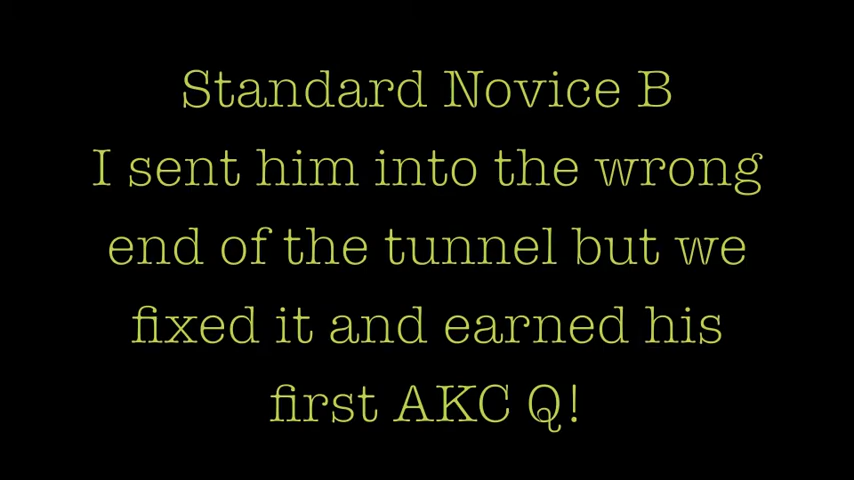 Standard Novice B
I sent him into the wrong
end of the tunnel but we
fixed it and earned his
first AKC Q!